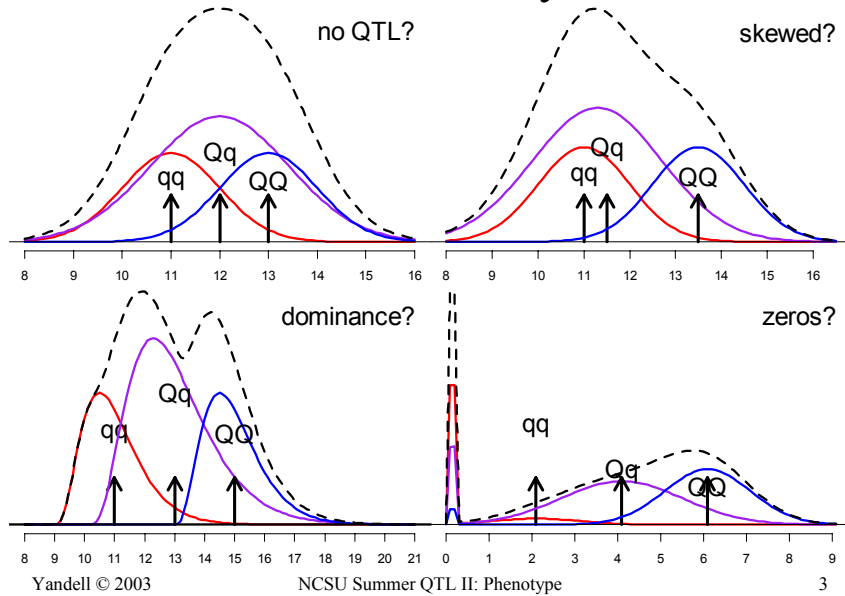 no QTL?
qq
Qq
QQ
8 9 10 11 12 13 14 15 16
skewed?
qq
Qq
QQ
8 9 10 11 12 13 14 15 16
dominance?
qq
Qq
QQ
8 9 10 11 12 13 14 15 16 17 18 19 20 21
zeros?
qq
Qq
QQ
0 1 2 3 4 5 6 7 8 9
Yandell © 2003 NCSU Summer QTL II: Phenotype 3